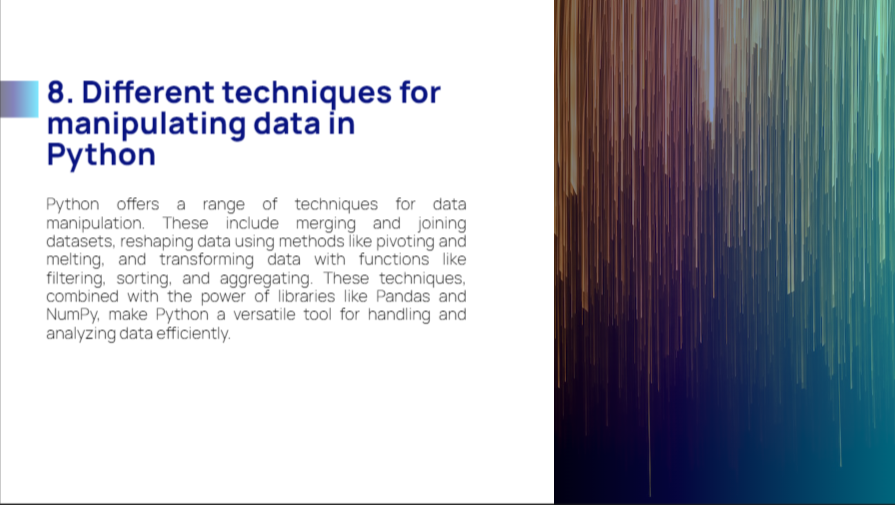 8. Different techniques for
manipulating data in
Python
Python offers a range of techniques for data
manipulation. These include merging and joining
datasets, reshaping data using methods like pivoting and
melting, and transforming data with functions like
filtering, sorting, and aggregating. These techniques,
combined with the power of libraries like Pandas and
NumPy, make Python a versatile tool for handling and
analyzing data efficiently.